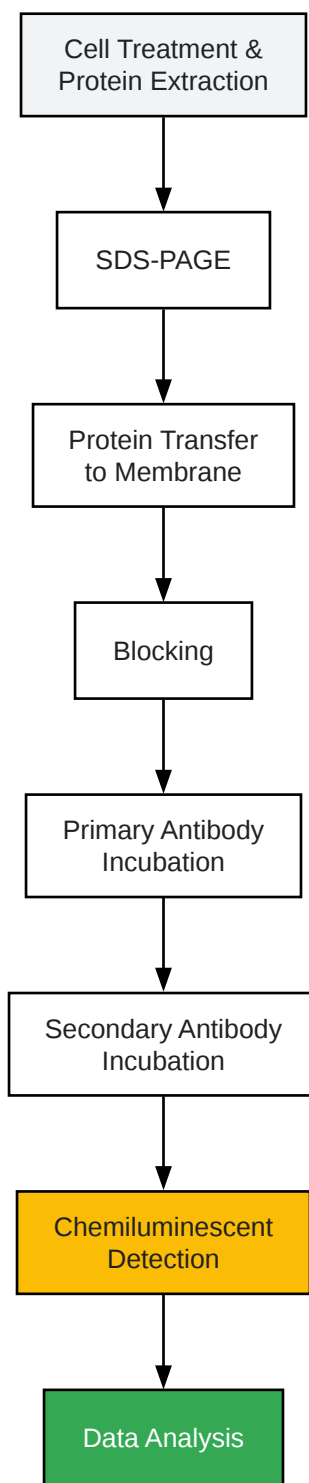 Cell Treatment &
Protein Extraction
SDS-PAGE
Protein Transfer
to Membrane
Blocking
Primary Antibody
Incubation
Secondary Antibody
Incubation
Chemiluminescent
Detection
Data Analysis